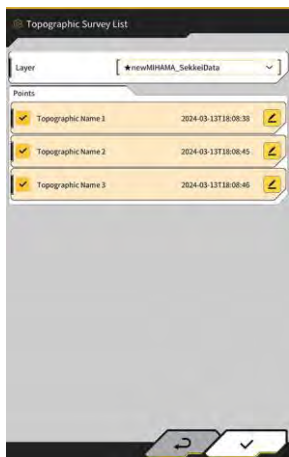 Topographic Survey List
Layer
★newMIHAMA_SekkeiData
Points
Topographic Name 1 2024-03-13T18:08:38
Topographic Name 2 2024-03-13T18:08:45
Topographic Name 3 2024-03-13T18:08:46